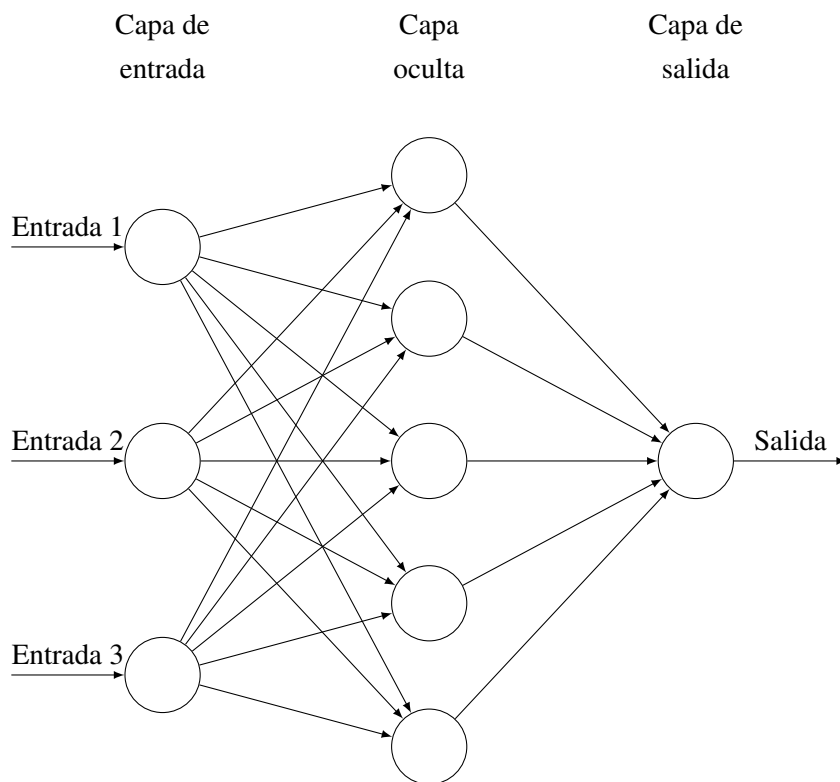 Capa de
entrada
Capa
oculta
Capa de
salida
Entrada 1
Entrada 2
Entrada 3
Salida